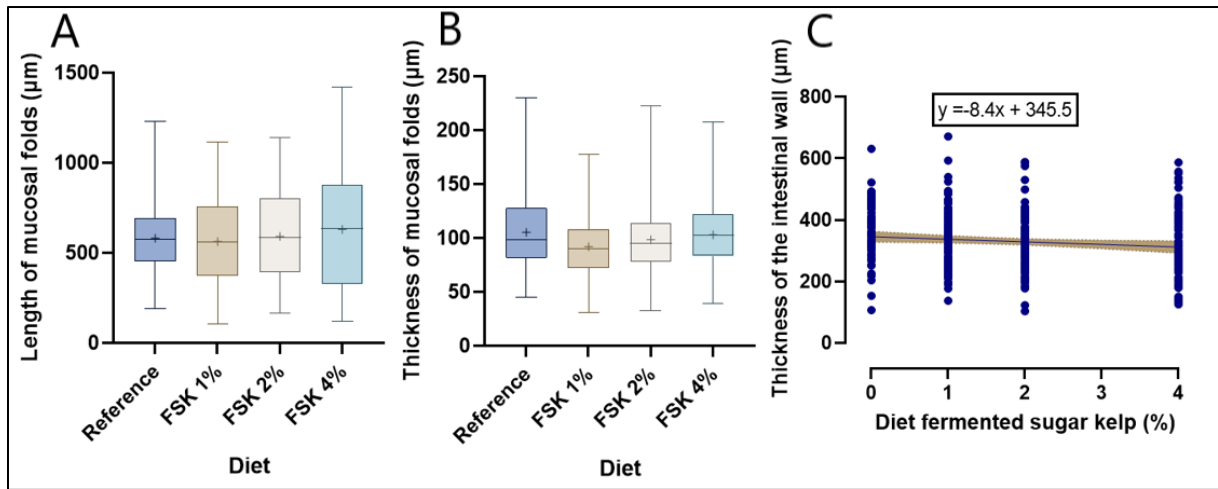 A
Length of mucosal folds (μm)
1500
1000
500
0
Reference
FSK 1%
FSK 2%
FSK 4%
Diet
B
Thickness of mucosal folds (μm)
250
200
150
100
50
0
Reference
FSK 1%
FSK 2%
FSK 4%
Diet
C
Thickness of the intestinal wall (μm)
y =-8.4x + 345.5
800
600
400
200
0
0 1 2 3 4
Diet fermented sugar kelp (%)